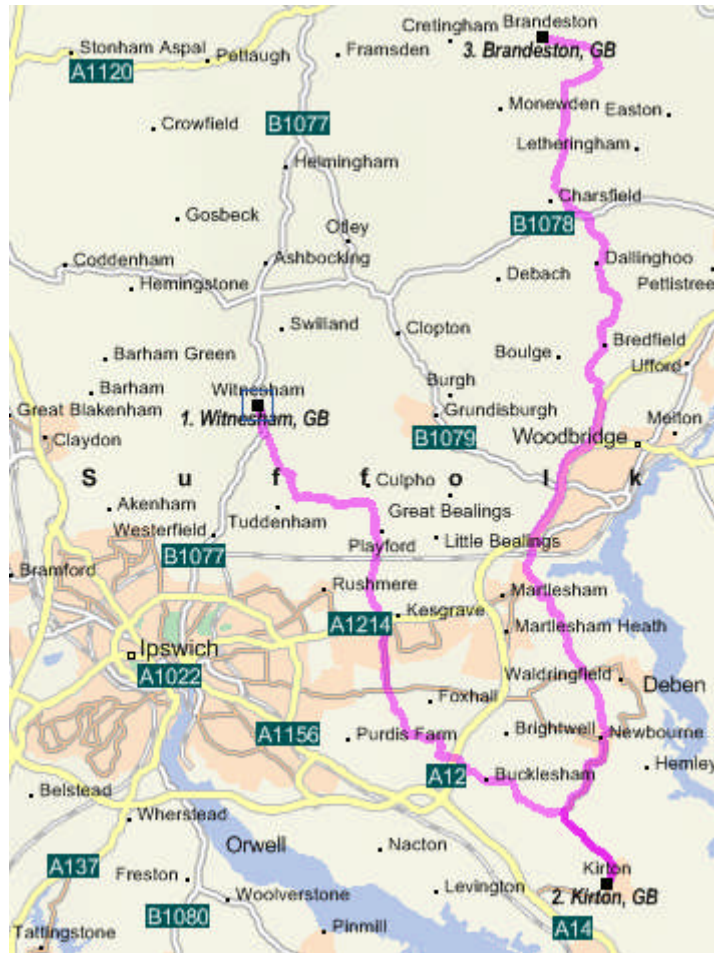 Cretingham Brandeston
Stonham Aspal
Pettaugh
Framsden
3. Brandeston, GB
A1120
Monewden
Easton
Crowfield
B1077
Letheringham
Helmingham
Charsfield
Gosbeck
Otley
B1078
Coddenham
Ashbocking
Dallinghoo
Hemingstone
Debach
Pettistree
Swilland
Clopton
Bredfield
Barham Green
Boulge
Ufford
Barham
Witnesham
Burgh
Great Blakenham
1. Witnesham, GB
Grundisburgh
Melton
Claydon
B1079
Woodbridge
S u f f o l k
Culpho
Akenham
Tuddenham
Great Bealings
Westerfield
Playford
Little Bealings
B1077
Bramford
Rushmere
Martlesham
Kesgrave
A1214
Martlesham Heath
Ipswich
A1022
Waldringfield
Deben
Foxhall
A1156
Purdis Farm
Brightwell
Newbourne
A12
Bucklesham
Hemley
Belstead
Wherstead
Orwell
Nacton
A137
Kirton
Freston
Levington
2. Kirton, GB
Woolverstone
B1080
A14
Tattingstone
Pinmill